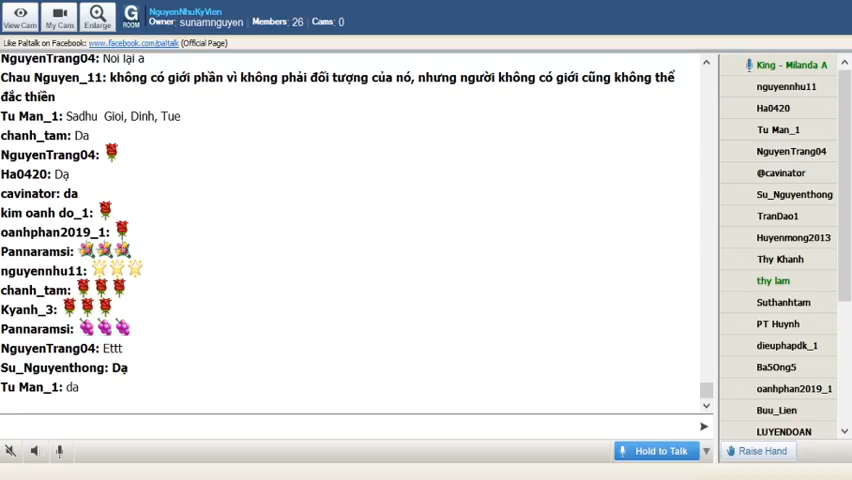 View Cam
My Cam
Enlarge
G
ROOM
NguyenNhuKyVien
Owner: sunamnguyen Members: 26 Cams: 0
Like Paltalk on Facebook: www.facebook.com/paltalk (Official Page)
NguyenTrang04: Noi lại a
Chau Nguyen_11: không có giới phần vì không phải đối tượng của nó, nhưng người không có giới cũng không thể
đắc thiền
Tu Man_1: Sadhu Gioi, Dinh, Tue
chanh_tam: Da
NguyenTrang04:
Ha0420: Dạ
cavinator: da
kim oanh do_1:
oanhphan2019_1:
Pannaramsi:
nguyennhu11:
chanh_tam:
Kyanh_3:
Pannaramsi:
NguyenTrang04: Ettt
Su_Nguyenthong: Dạ
Tu Man_1: da
Hold to Talk
King - Milanda A
nguyennhu11
Ha0420
Tu Man_1
NguyenTrang04
@cavinator
Su_Nguyenthong
TranDao1
Huyenmong2013
Thy Khanh
thy lam
Suthanhtam
PT Huynh
dieuphapdk_1
Ba5Ong5
oanhphan2019_1
Buu_Lien
LUYENDOAN
Raise Hand